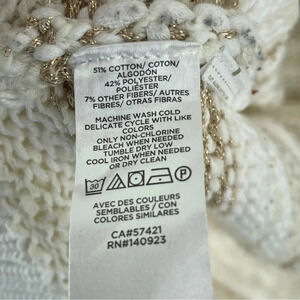 51% COTTON/ COTON/
ALGODÓN
42% POLYESTER/
POLIÉSTER
7% OTHER FIBERS/ AUTRES
FIBRES/ OTRAS FIBRAS
MACHINE WASH COLD
DELICATE CYCLE WITH LIKE
COLORS
ONLY NON-CHLORINE
BLEACH WHEN NEEDED
TUMBLE DRY LOW
COOL IRON WHEN NEEDED
OR DRY CLEAN
30
P
AVEC DES COULEURS
SEMBLABLES / CON
COLORES SIMILARES
CA#57421
RN#140923